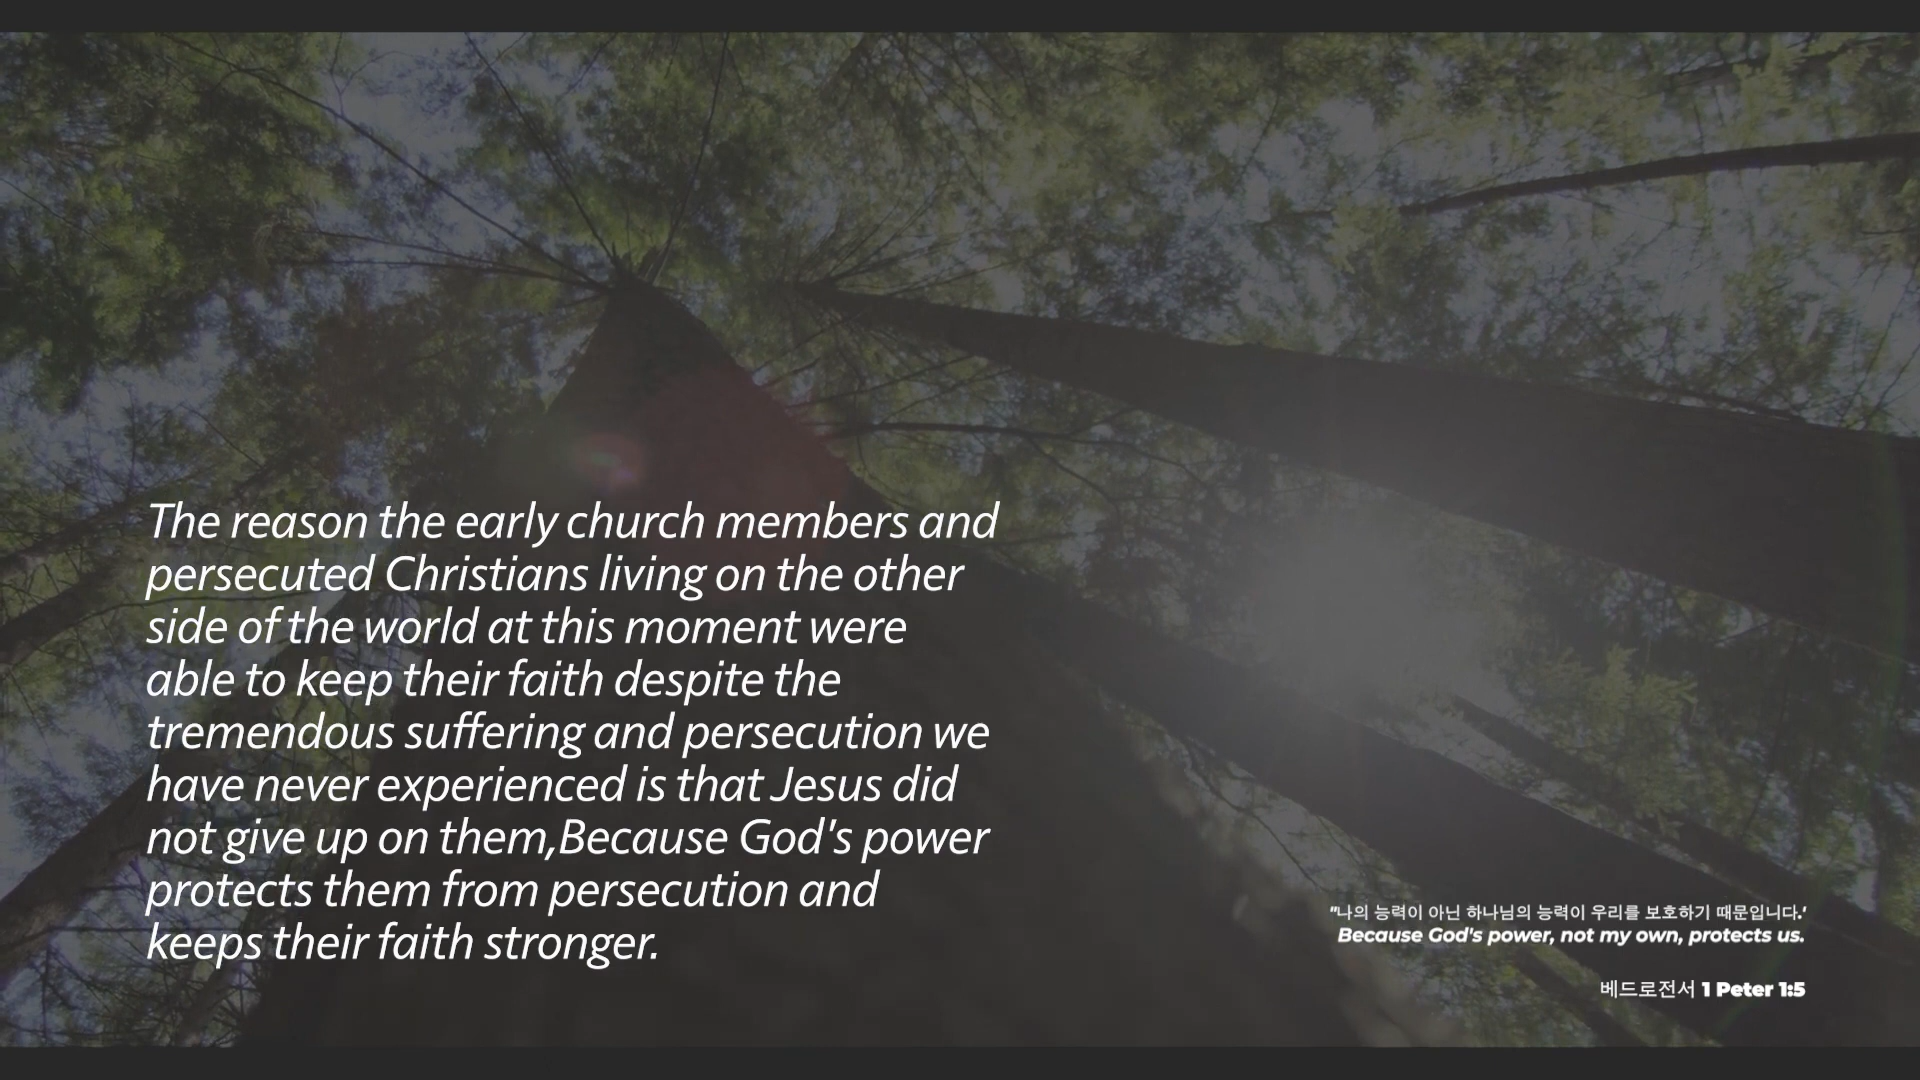 The reason the early church members and
persecuted Christians living on the other
side of the world at this moment were
able to keep their faith despite the
tremendous suffering and persecution we
have never experienced is that Jesus did
not give up on them,Because God's power
protects them from persecution and
keeps their faith stronger.
"나의 능력이 아닌 하나님의 능력이 우리를 보호하기 때문입니다.'
Because God's power, not my own, protects us.
베드로전서 1 Peter 1:5